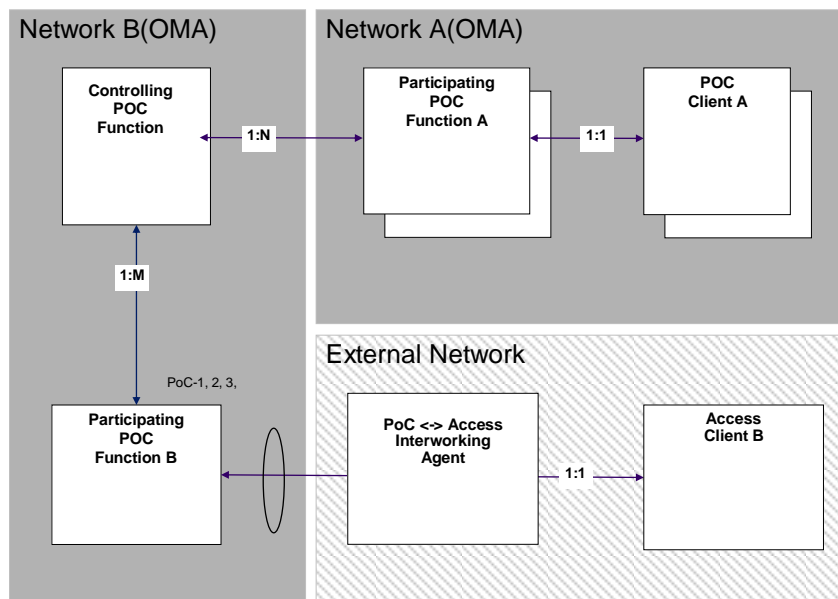 Network B(OMA)
Controlling
POC
Function
1:N
1:M
PoC-1, 2, 3,
Participating
POC
Function B
Network A(OMA)
Participating
POC
Function A
1:1
POC
Client A
External Network
PoC <-> Access
Interworking
Agent
1:1
Access
Client B